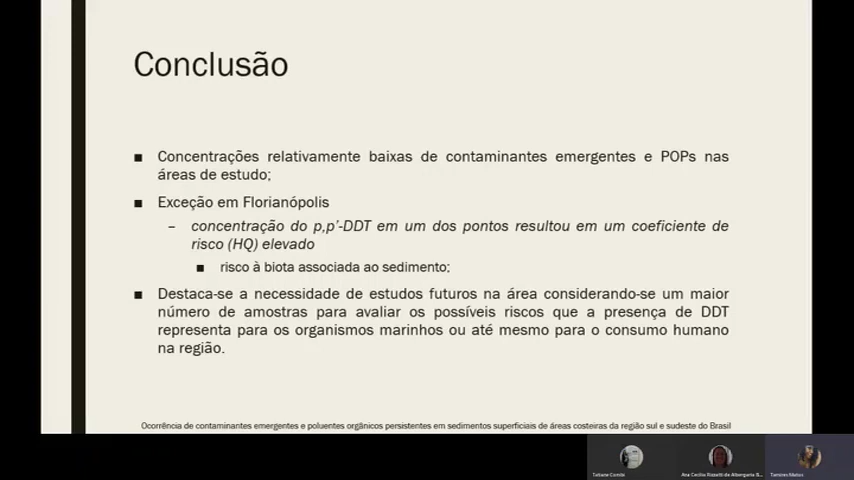 Conclusão
■ Concentrações relativamente baixas de contaminantes emergentes e POPs nas
áreas de estudo;
■ Exceção em Florianópolis
– concentração do p,p'-DDT em um dos pontos resultou em um coeficiente de
risco (HQ) elevado
■ risco à biota associada ao sedimento;
■ Destaca-se a necessidade de estudos futuros na área considerando-se um maior
número de amostras para avaliar os possíveis riscos que a presença de DDT
representa para os organismos marinhos ou até mesmo para o consumo humano
na região.
Ocorrência de contaminantes emergentes e poluentes orgânicos persistentes em sedimentos superficiais de áreas costeiras da região sul e sudeste do Brasil
Tatiane Combi
Ana Cecilia Rizzatti de Albergaria B...
Tamires Matos